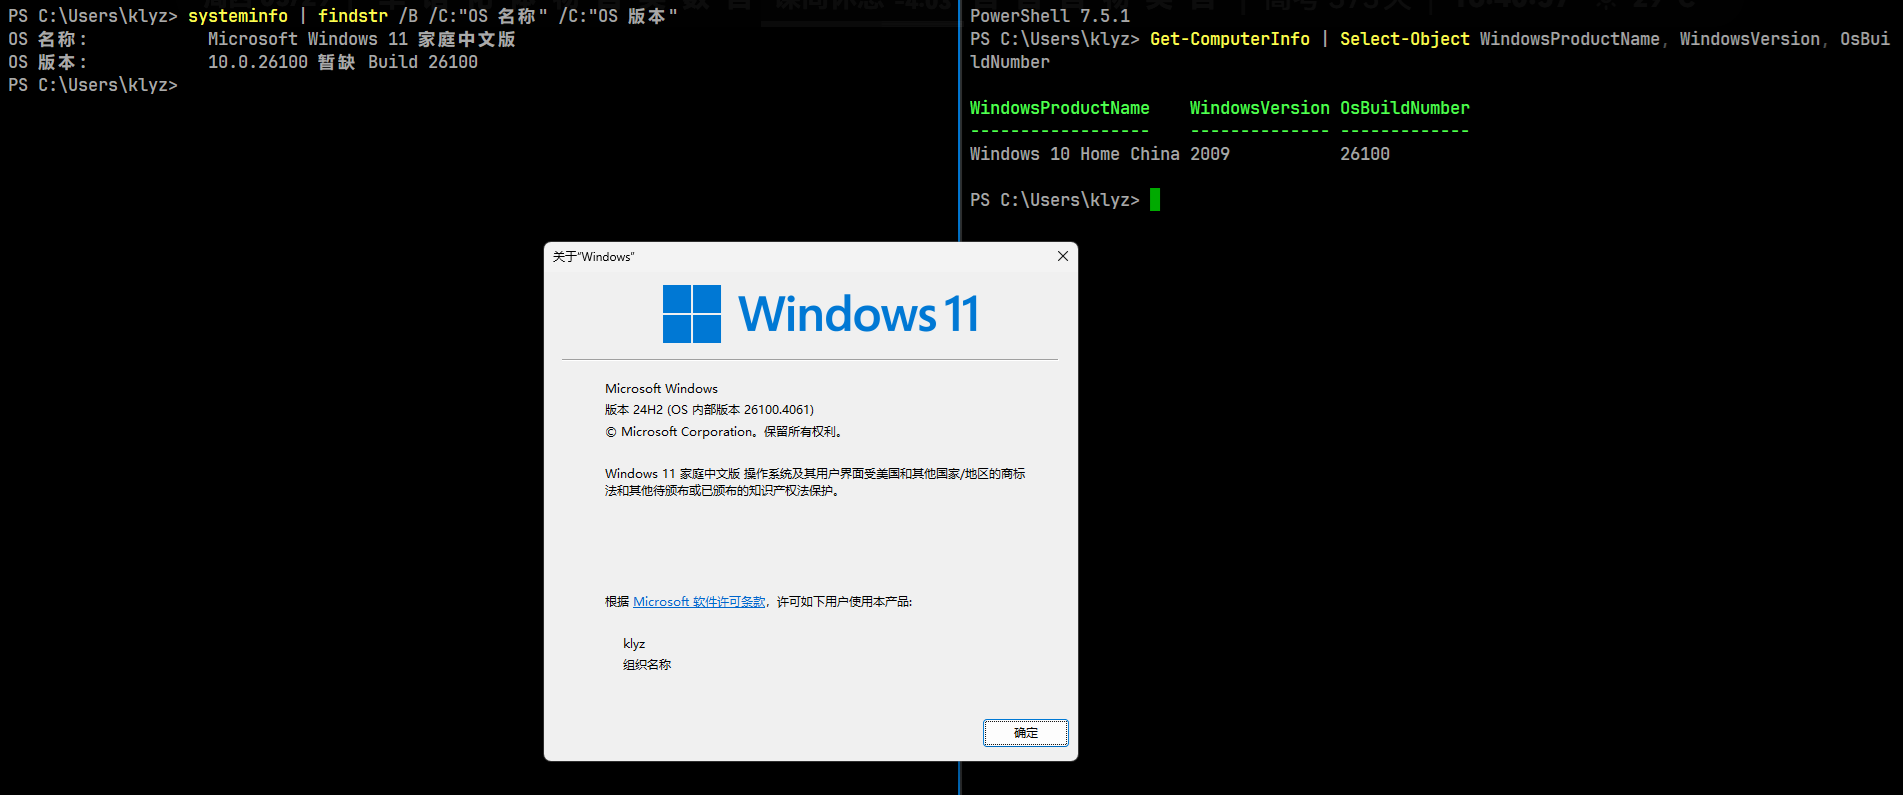 PS C:\Users\klyz> systeminfo | findstr /B /C:"OS 名称" /C:"OS 版本"
OS 名称:            Microsoft Windows 11 家庭中文版
OS 版本:            10.0.26100 暂缺 Build 26100
PS C:\Users\klyz>
PowerShell 7.5.1
PS C:\Users\klyz> Get-ComputerInfo | Select-Object WindowsProductName, WindowsVersion, OsBui
ldNumber
WindowsProductName    WindowsVersion OsBuildNumber
------------------    -------------- -------------
Windows 10 Home China 2009           26100
PS C:\Users\klyz>
关于“Windows”
Windows 11
Microsoft Windows
版本 24H2 (OS 内部版本 26100.4061)
© Microsoft Corporation。保留所有权利。
Windows 11 家庭中文版 操作系统及其用户界面受美国和其他国家/地区的商标
法和其他待颁布或已颁布的知识产权法保护。
根据 Microsoft 软件许可条款，许可如下用户使用本产品:
klyz
组织名称
确定